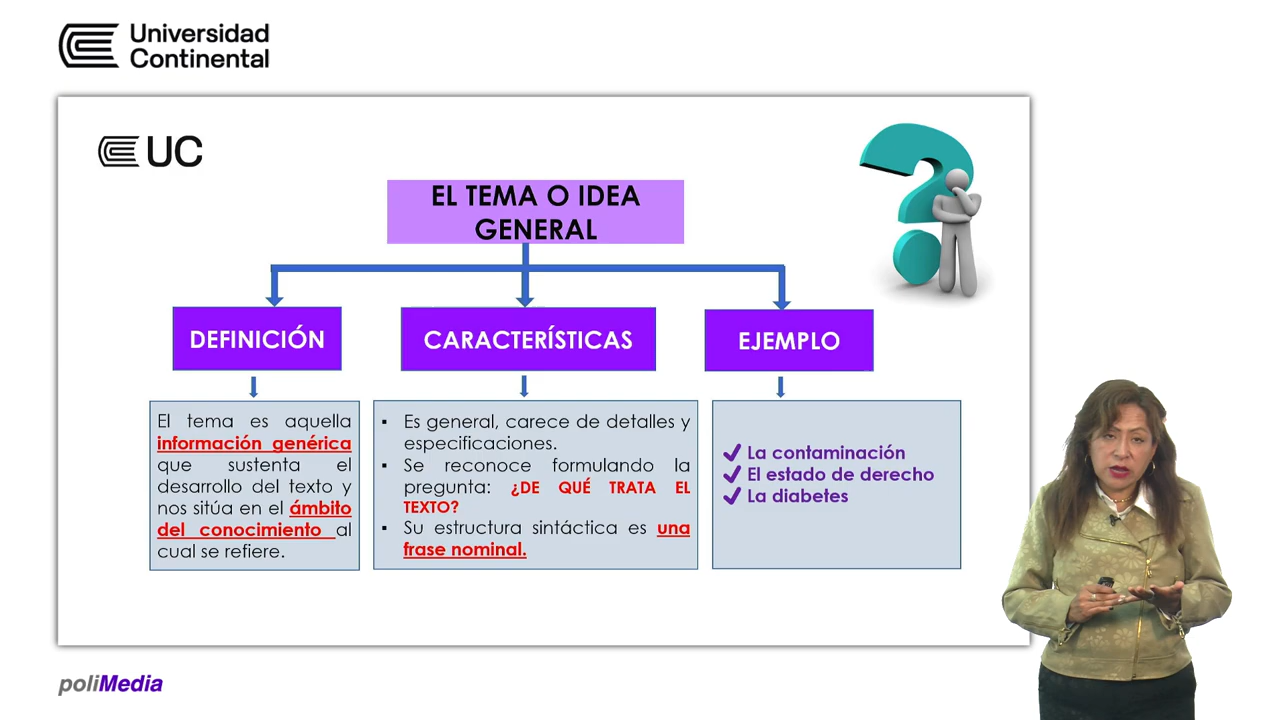 Universidad
Continental
UC
EL TEMA O IDEA
GENERAL
DEFINICIÓN
CARACTERÍSTICAS
EJEMPLO
El tema es aquella
información genérica
que sustenta el
desarrollo del texto y
nos sitúa en el ámbito
del conocimiento al
cual se refiere.
▪ Es general, carece de detalles y
especificaciones.
▪ Se reconoce formulando la
pregunta: ¿DE QUÉ TRATA EL
TEXTO?
▪ Su estructura sintáctica es una
frase nominal.
✔ La contaminación
✔ El estado de derecho
✔ La diabetes
poliMedia